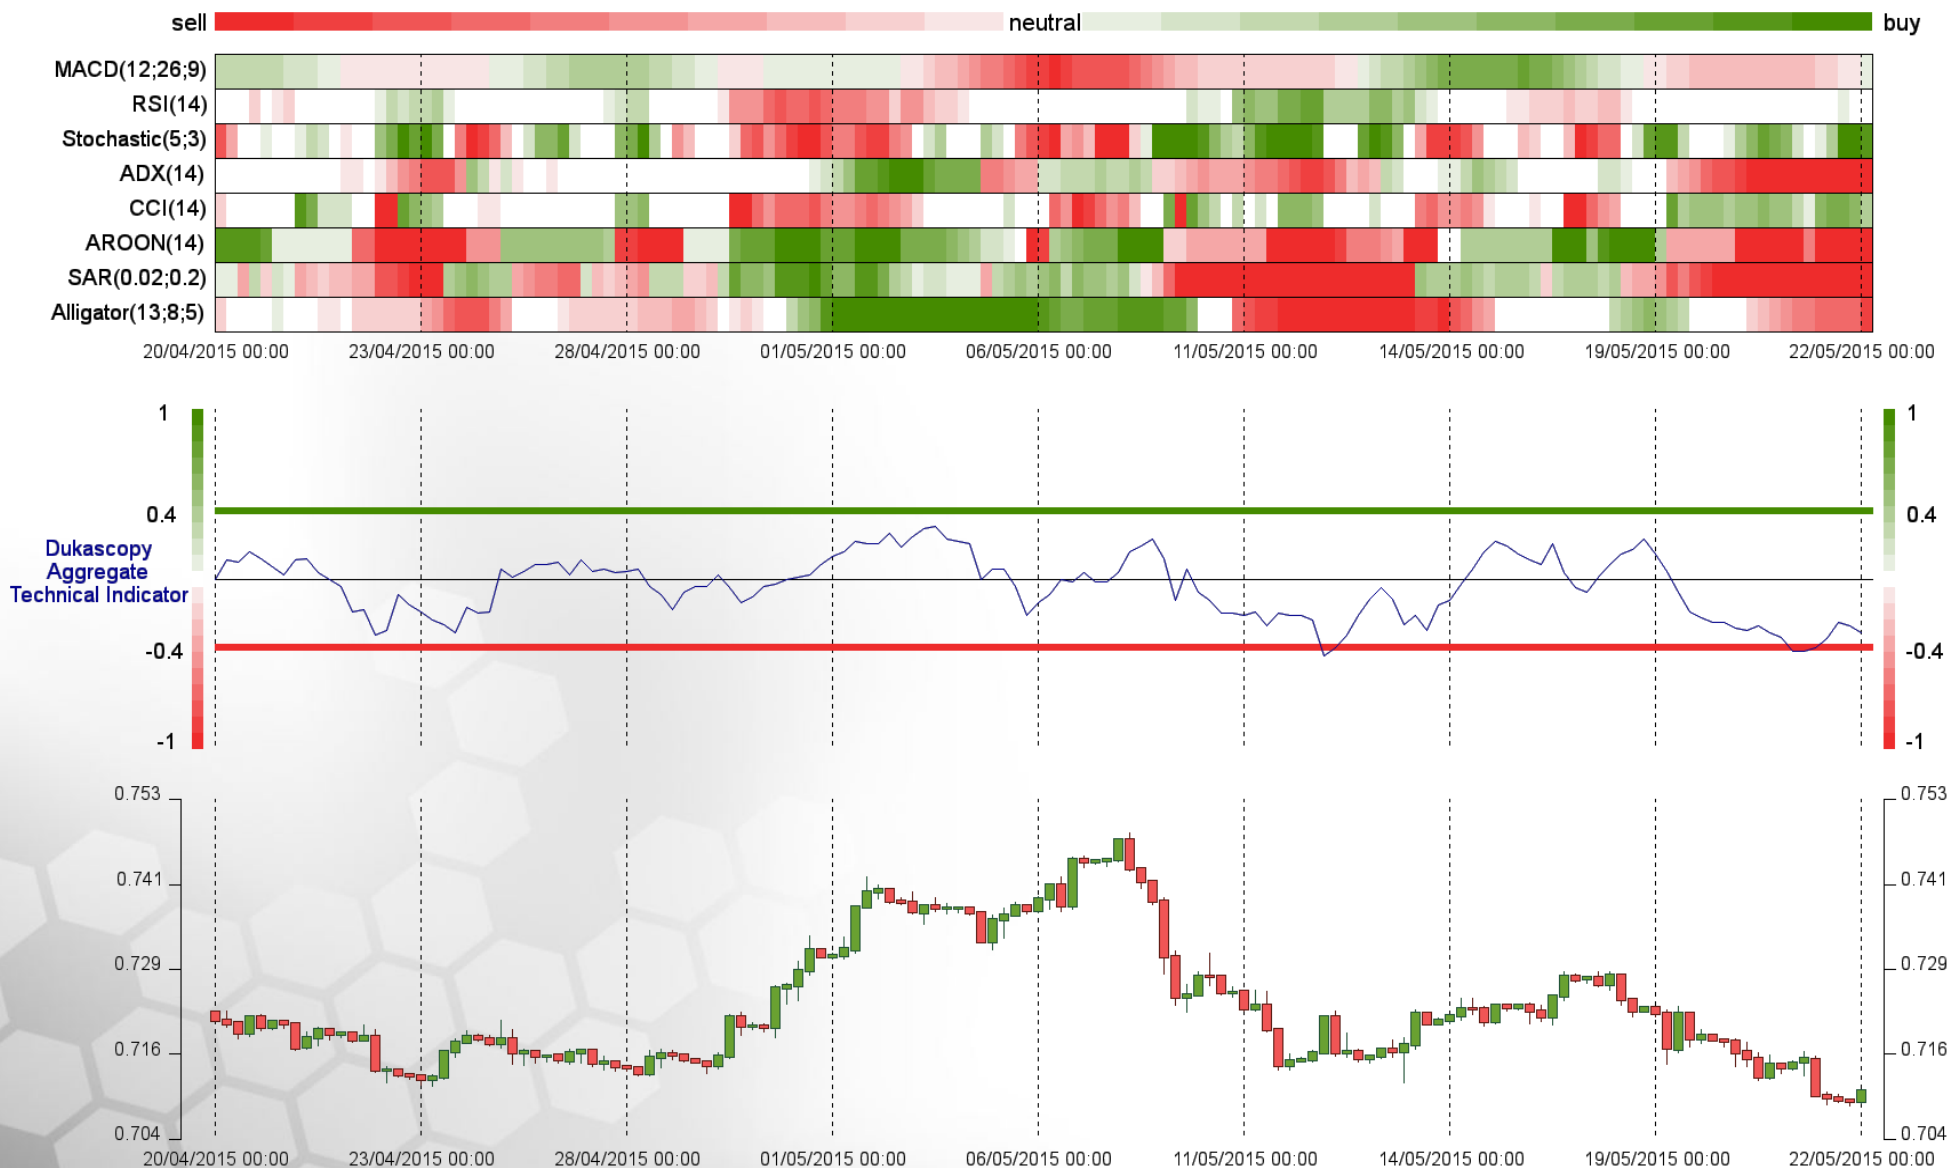 sell neutral buy
MACD(12;26;9)
RSI(14)
Stochastic(5;3)
ADX(14)
CCI(14)
AROON(14)
SAR(0.02;0.2)
Alligator(13;8;5)
20/04/2015 00:00 23/04/2015 00:00 28/04/2015 00:00 01/05/2015 00:00 06/05/2015 00:00 11/05/2015 00:00 14/05/2015 00:00 19/05/2015 00:00 22/05/2015 00:00
1 1
0.4 0.4
Dukascopy
Aggregate
Technical Indicator
-0.4 -0.4
-1 -1
0.753 0.753
0.741 0.741
0.729 0.729
0.716 0.716
0.704 0.704
20/04/2015 00:00 23/04/2015 00:00 28/04/2015 00:00 01/05/2015 00:00 06/05/2015 00:00 11/05/2015 00:00 14/05/2015 00:00 19/05/2015 00:00 22/05/2015 00:00